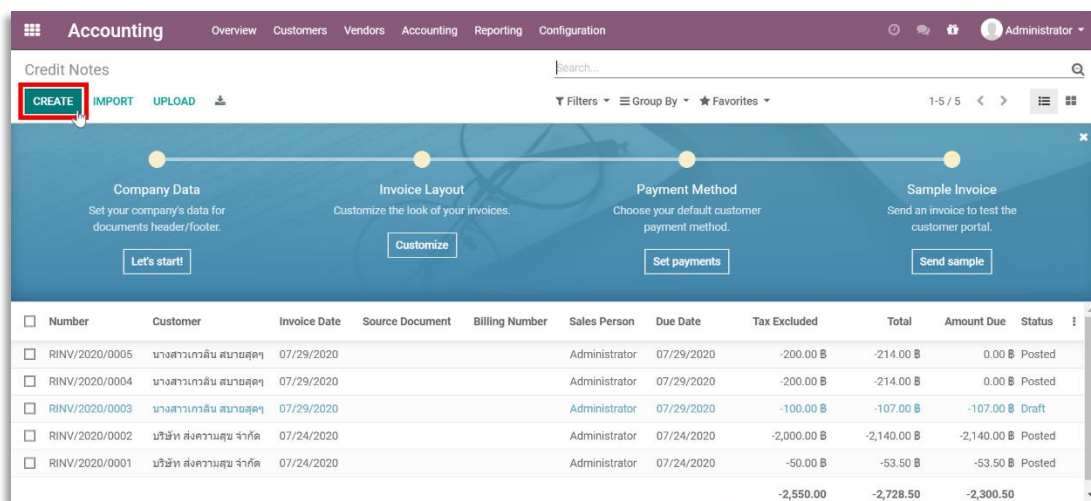 Accounting Overview Customers Vendors Accounting Reporting Configuration Administrator
Credit Notes Search...
CREATE IMPORT UPLOAD Filters Group By Favorites 1-5 / 5
Company Data Invoice Layout Payment Method Sample Invoice
Set your company's data for Customize the look of your invoices. Choose your default customer Send an invoice to test the
documents header/footer. payment method. customer portal.
Let's start! Customize Set payments Send sample
Number Customer Invoice Date Source Document Billing Number Sales Person Due Date Tax Excluded Total Amount Due Status
RINV/2020/0005 นางสาวเกวลิน สบายสุดๆ 07/29/2020 Administrator 07/29/2020 -200.00 ฿ -214.00 ฿ 0.00 ฿ Posted
RINV/2020/0004 นางสาวเกวลิน สบายสุดๆ 07/29/2020 Administrator 07/29/2020 -200.00 ฿ -214.00 ฿ 0.00 ฿ Posted
RINV/2020/0003 นางสาวเกวลิน สบายสุดๆ 07/29/2020 Administrator 07/29/2020 -100.00 ฿ -107.00 ฿ -107.00 ฿ Draft
RINV/2020/0002 บริษัท ส่งความสุข จำกัด 07/24/2020 Administrator 07/24/2020 -2,000.00 ฿ -2,140.00 ฿ -2,140.00 ฿ Posted
RINV/2020/0001 บริษัท ส่งความสุข จำกัด 07/24/2020 Administrator 07/24/2020 -50.00 ฿ -53.50 ฿ -53.50 ฿ Posted
-2,550.00 -2,728.50 -2,300.50